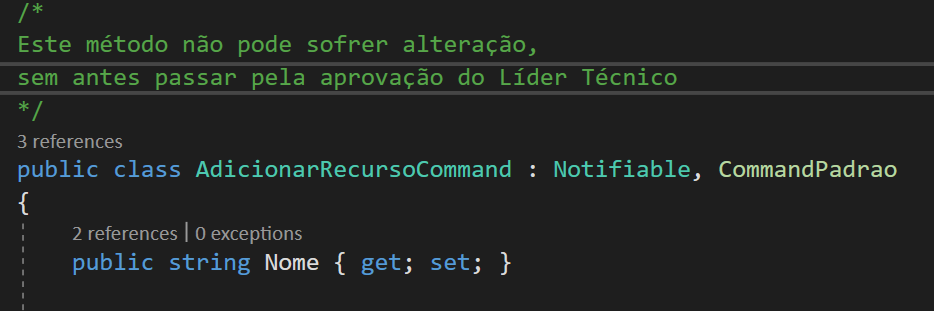 /*
Este método não pode sofrer alteração,
sem antes passar pela aprovação do Líder Técnico
*/
3 references
public class AdicionarRecursoCommand : Notifiable, CommandPadrao
{
2 references | 0 exceptions
public string Nome { get; set; }